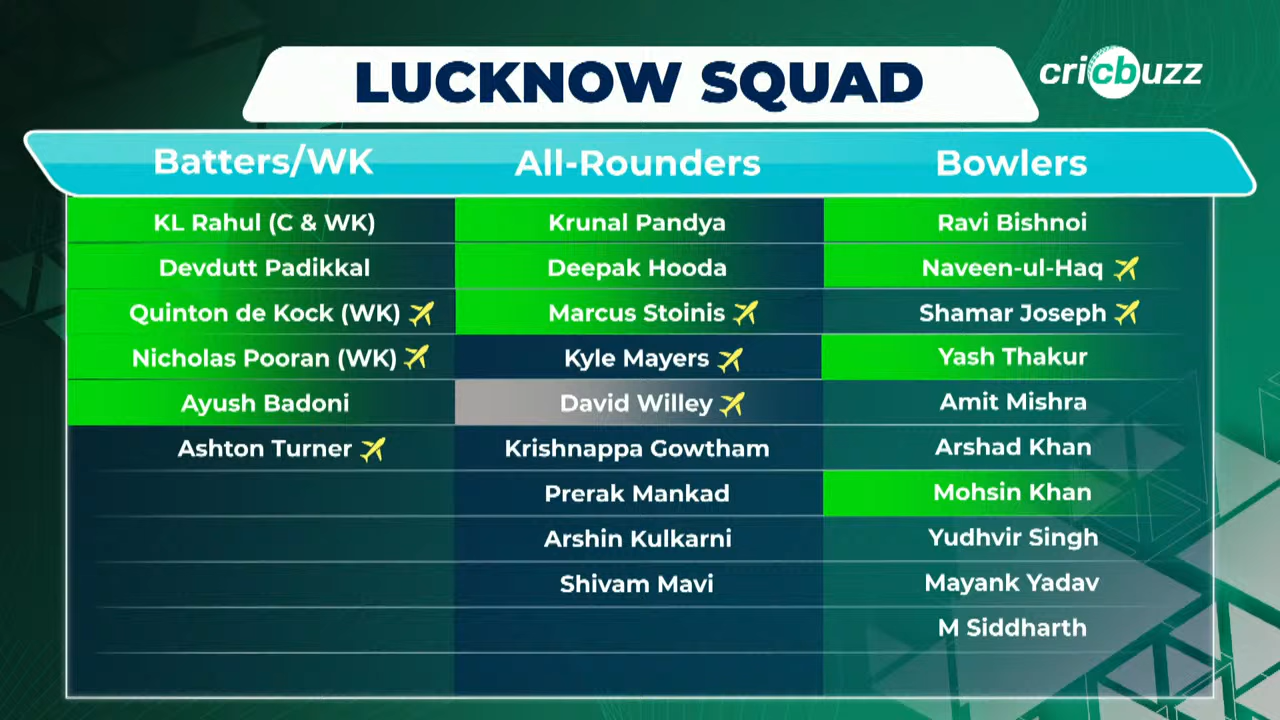 LUCKNOW SQUAD
cricbuzz
Batters/WK
KL Rahul (C & WK)
Devdutt Padikkal
Quinton de Kock (WK)
Nicholas Pooran (WK)
Ayush Badoni
Ashton Turner
All-Rounders
Krunal Pandya
Deepak Hooda
Marcus Stoinis
Kyle Mayers
David Willey
Krishnappa Gowtham
Prerak Mankad
Arshin Kulkarni
Shivam Mavi
Bowlers
Ravi Bishnoi
Naveen-ul-Haq
Shamar Joseph
Yash Thakur
Amit Mishra
Arshad Khan
Mohsin Khan
Yudhvir Singh
Mayank Yadav
M Siddharth